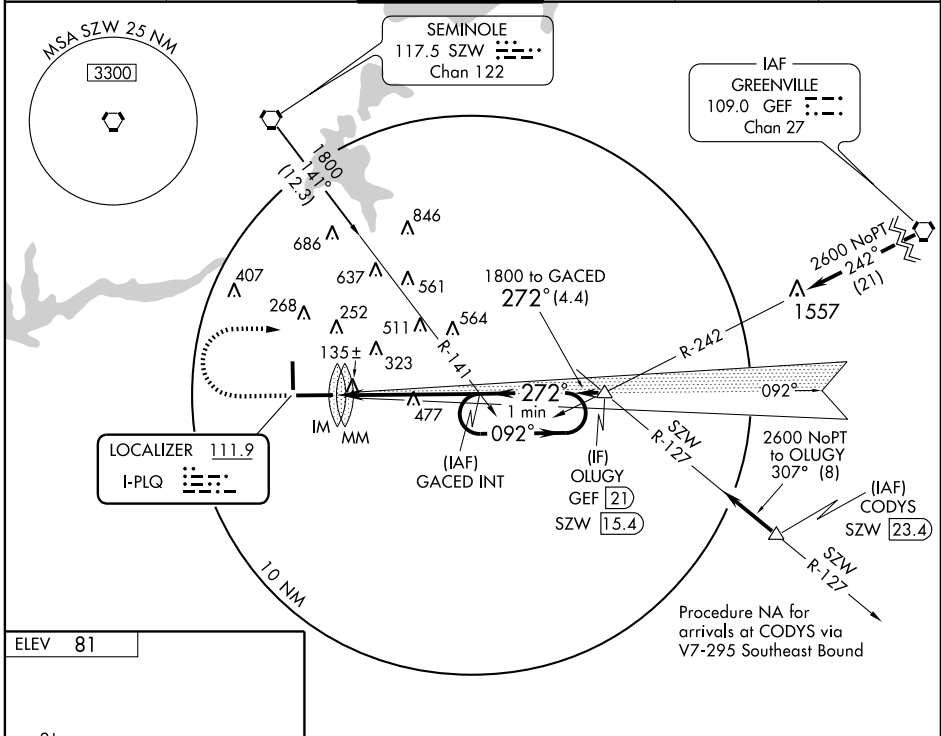 MSA SZW 25 NM
3300
SEMINOLE
117.5 SZW
Chan 122
IAF
GREENVILLE
109.0 GEF
Chan 27
1800
141°
(12.3)
846
686
637
561
407
268
252
511
564
323
135±
477
R-141
1800 to GACED
272° (4.4)
2600 NoPT
242°
(21)
1557
R-242
272°
1 min
092°
092°
IM
MM
LOCALIZER 111.9
I-PLQ
(IAF)
GACED INT
(IF)
OLUGY
GEF 21
SZW 15.4
SZW
R-127
2600 NoPT
to OLUGY
307° (8)
(IAF)
CODYS
SZW 23.4
SZW
R-127
10 NM
Procedure NA for
arrivals at CODYS via
V7-295 Southeast Bound
ELEV 81